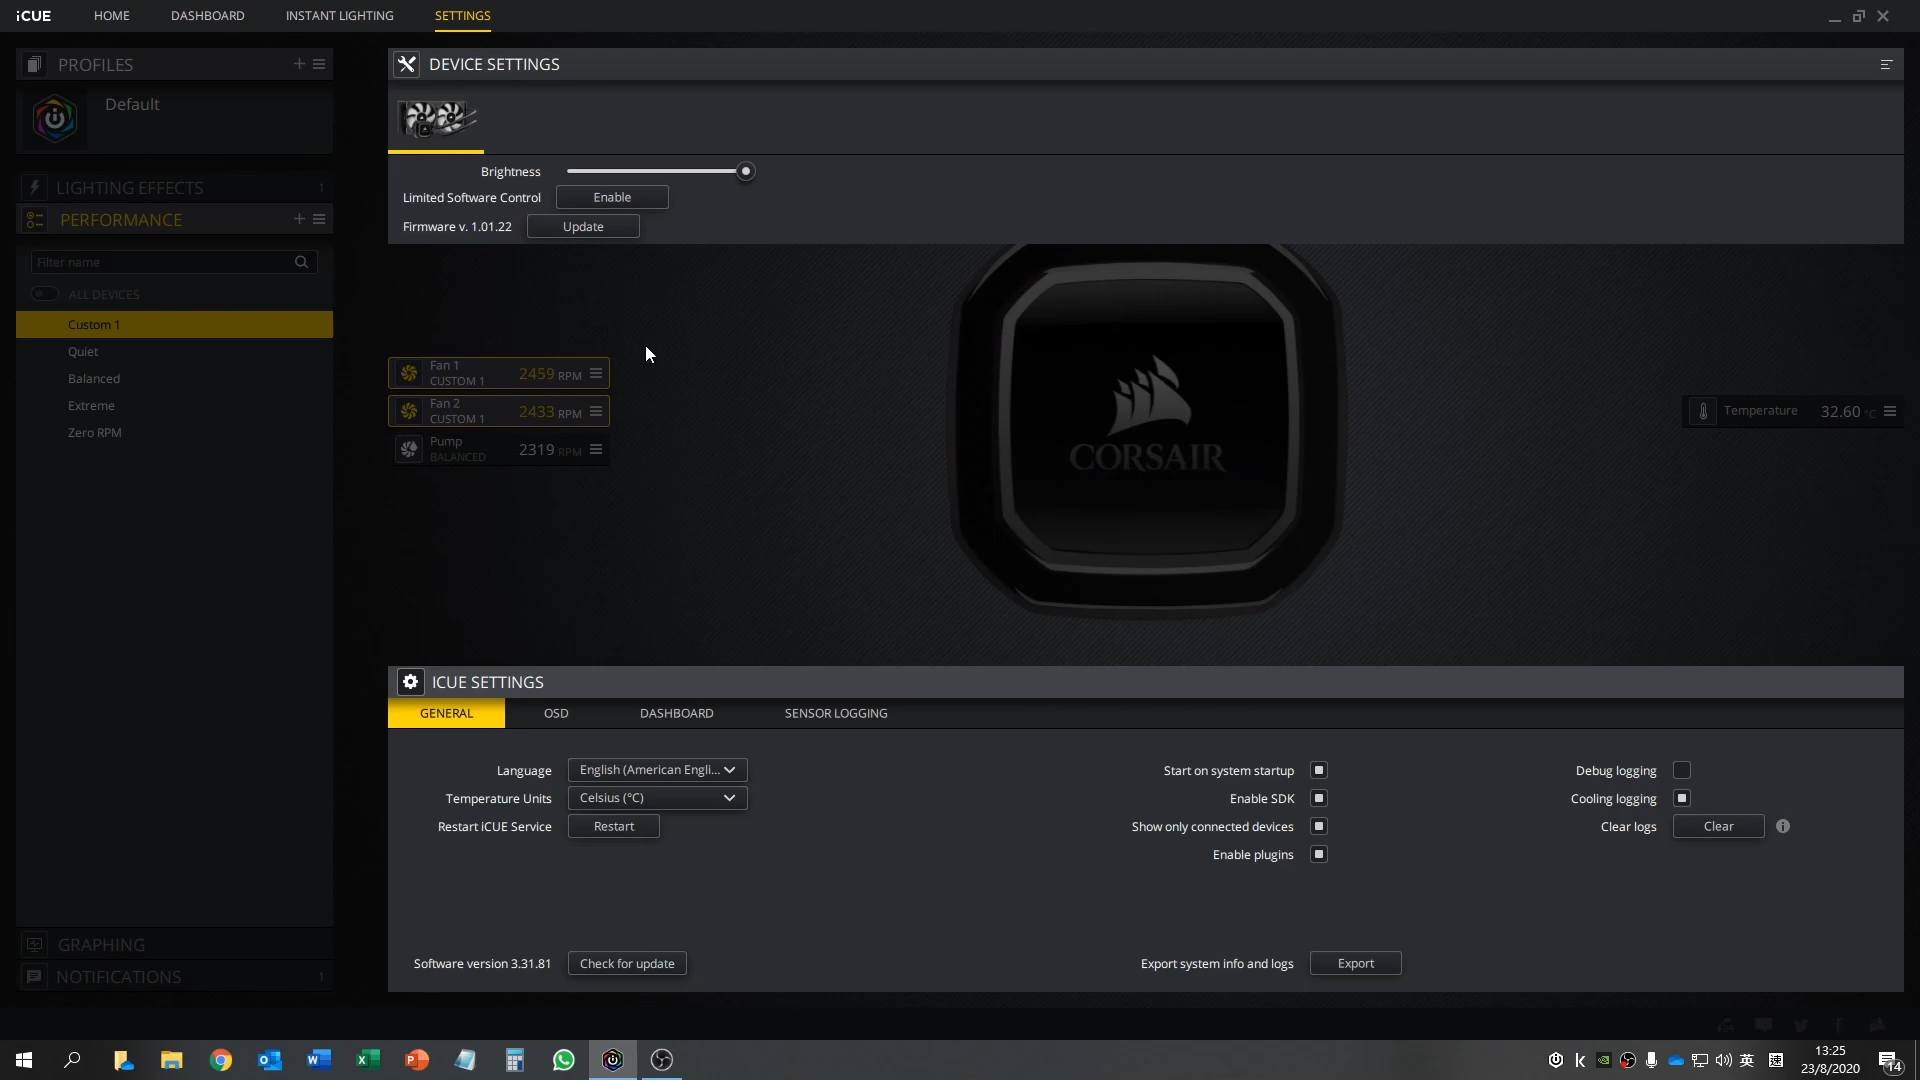 iCUE HOME DASHBOARD INSTANT LIGHTING SETTINGS
PROFILES
Default
LIGHTING EFFECTS 1
PERFORMANCE
Filter name
ALL DEVICES
Custom 1
Quiet
Balanced
Extreme
Zero RPM
GRAPHING
NOTIFICATIONS 1
DEVICE SETTINGS
Brightness
Limited Software Control Enable
Firmware v. 1.01.22 Update
Fan 1
CUSTOM 1 2459 RPM
Fan 2
CUSTOM 1 2433 RPM
Pump
BALANCED 2319 RPM
CORSAIR
Temperature 32.60 °C
ICUE SETTINGS
GENERAL OSD DASHBOARD SENSOR LOGGING
Language English (American Engli...
Temperature Units Celsius (°C)
Restart iCUE Service Restart
Start on system startup
Enable SDK
Show only connected devices
Enable plugins
Debug logging
Cooling logging
Clear logs Clear
Software version 3.31.81 Check for update
Export system info and logs Export
英 速
13:25
23/8/2020
14